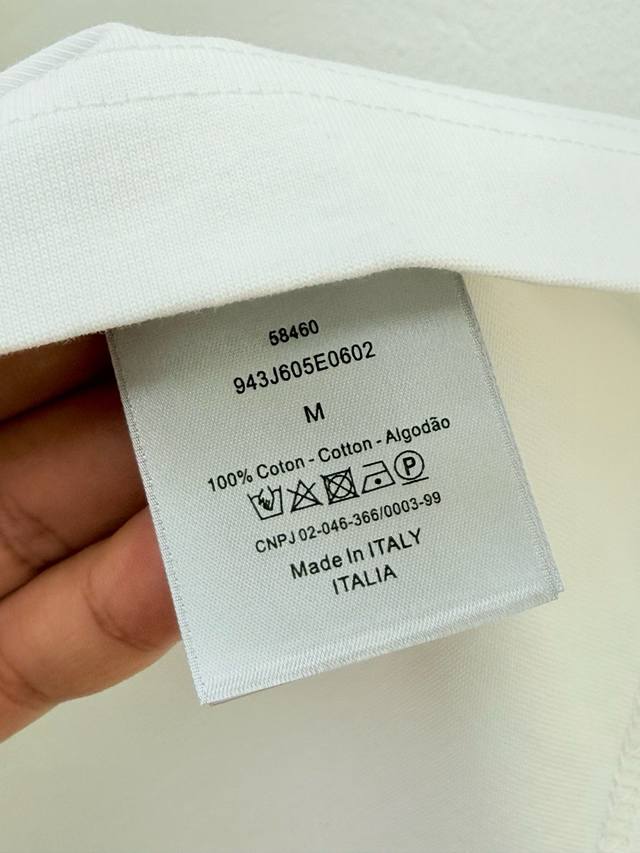 58460
943J605E0602
M
100% Coton - Cotton - Algodão
P
CNPJ 02-046-366/0003-99
Made In ITALY
ITALIA